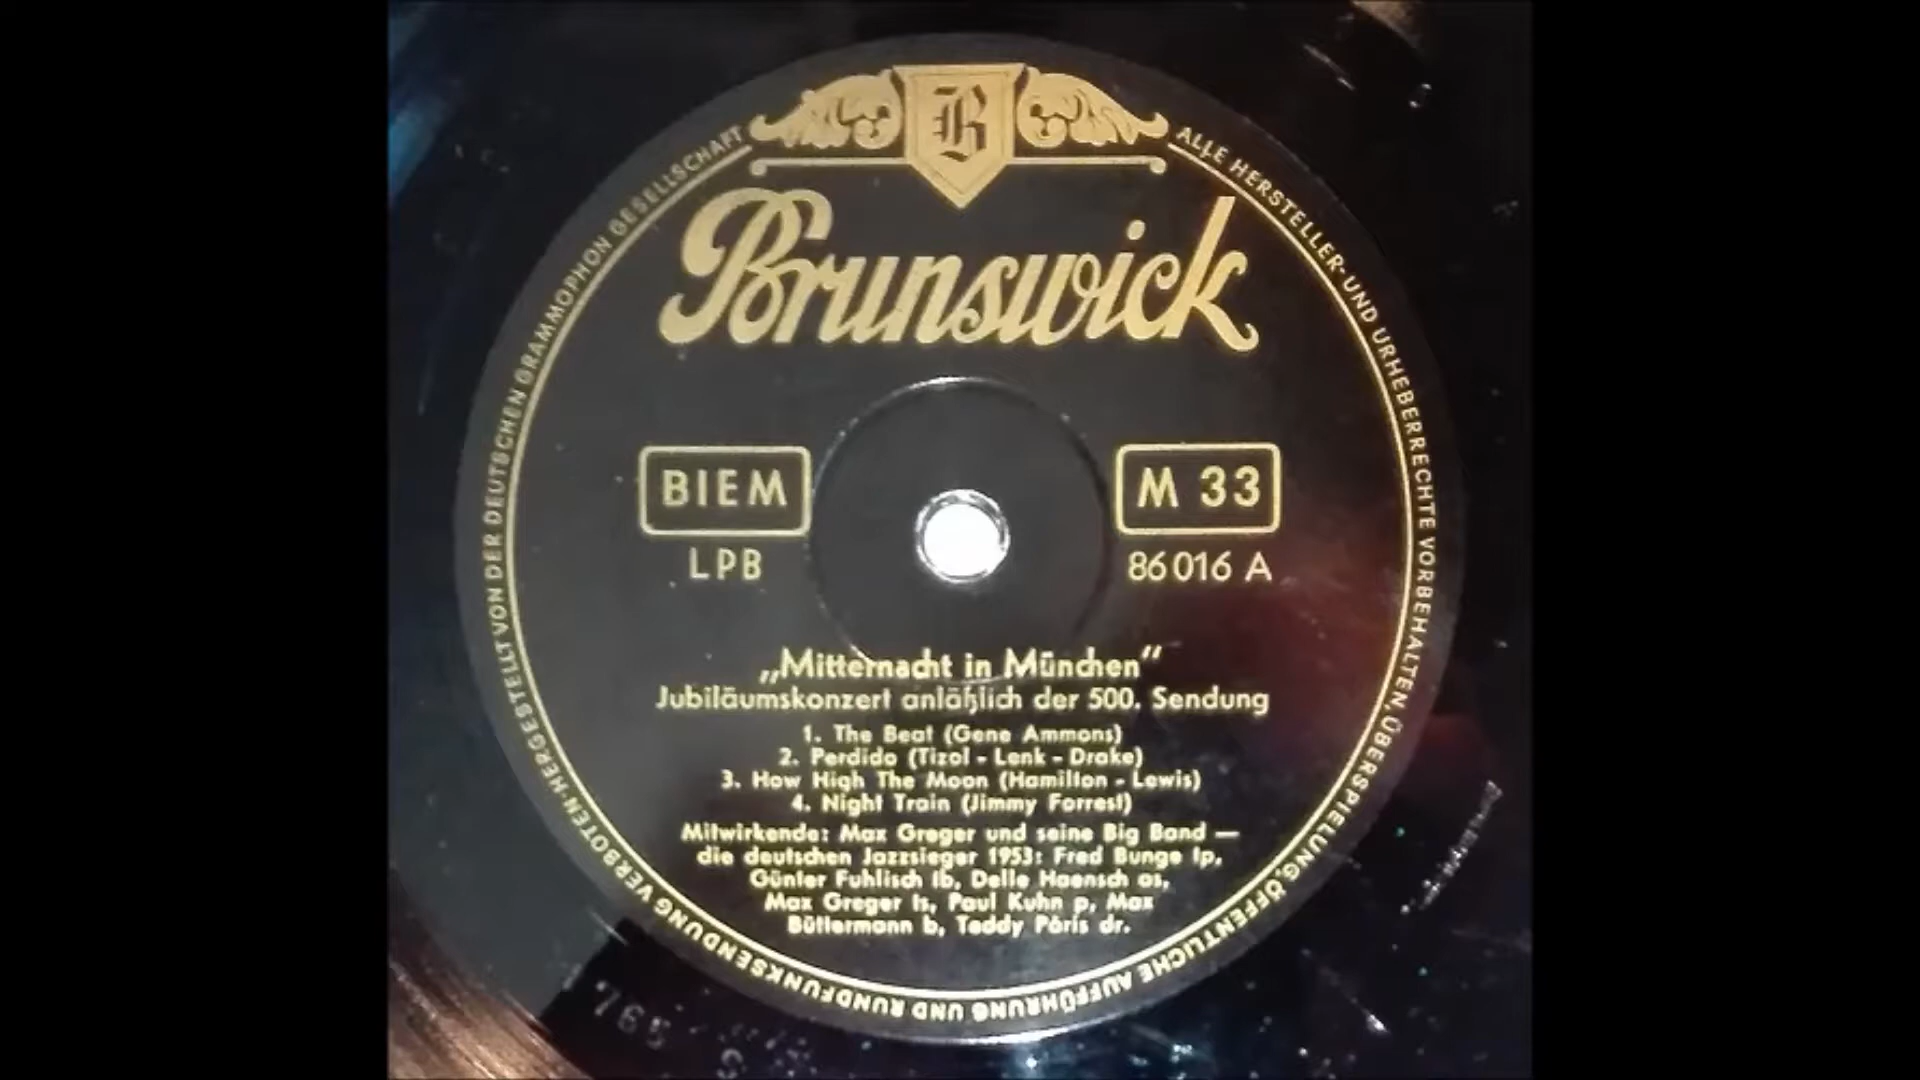 B
Brunswick
BIEM
M 33
LPB
86016 A
„Mitternacht in München“
Jubiläumskonzert anläßlich der 500. Sendung
1. The Beat (Gene Ammons)
2. Perdido (Tizol - Lenk - Drake)
3. How High The Moon (Hamilton - Lewis)
4. Night Train (Jimmy Forrest)
Mitwirkende: Max Greger und seine Big Band —
die deutschen Jazzsieger 1953: Fred Bunge tp,
Günter Fuhlisch tb, Delle Haensch as,
Max Greger ts, Paul Kuhn p, Max
Büttermann b, Teddy Paris dr.
ALLE HERSTELLER- UND URHEBERRECHTE VORBEHALTEN, ÜBERSPIELUNG, ÖFFENTLICHE AUFFÜHRUNG UND RUNDFUNKSENDUNG VERBOTEN-HERGESTELLT VON DER DEUTSCHEN GRAMMOPHON GESELLSCHAFT